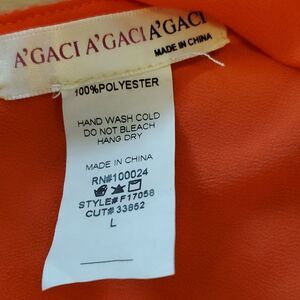 A'GACI A'GACI A'GACI
MADE IN CHINA
100%POLYESTER
HAND WASH COLD
DO NOT BLEACH
HANG DRY
MADE IN CHINA
RN#100024
STYLE#F17058
CUT#33852
L